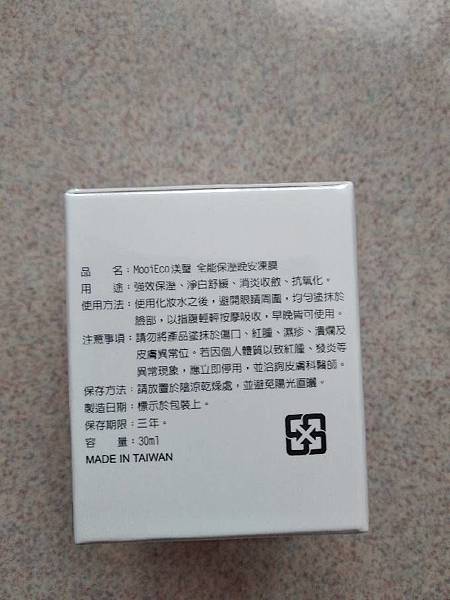 品　　名：MooiEco渼醫 全能保溼晚安凍膜
用　　途：強效保溼、淨白舒緩、消炎收斂、抗氧化。
使用方法：使用化妝水之後，避開眼睛周圍，均勻塗抹於
臉部，以指腹輕輕按摩吸收，早晚皆可使用。
注意事項：請勿將產品塗抹於傷口、紅腫、濕疹、潰爛及
皮膚異常位。若因個人體質以致紅腫、發炎等
異常現象，應立即停用，並洽詢皮膚科醫師。
保存方法：請放置於陰涼乾燥處，並避免陽光直曬。
製造日期：標示於包裝上。
保存期限：三年。
容　　量：30ml
MADE IN TAIWAN